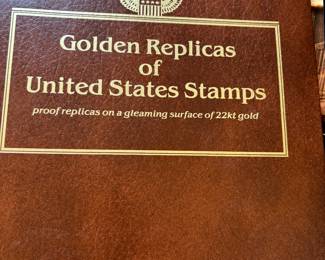 Golden Replicas
of
United States Stamps
proof replicas on a gleaming surface of 22kt gold